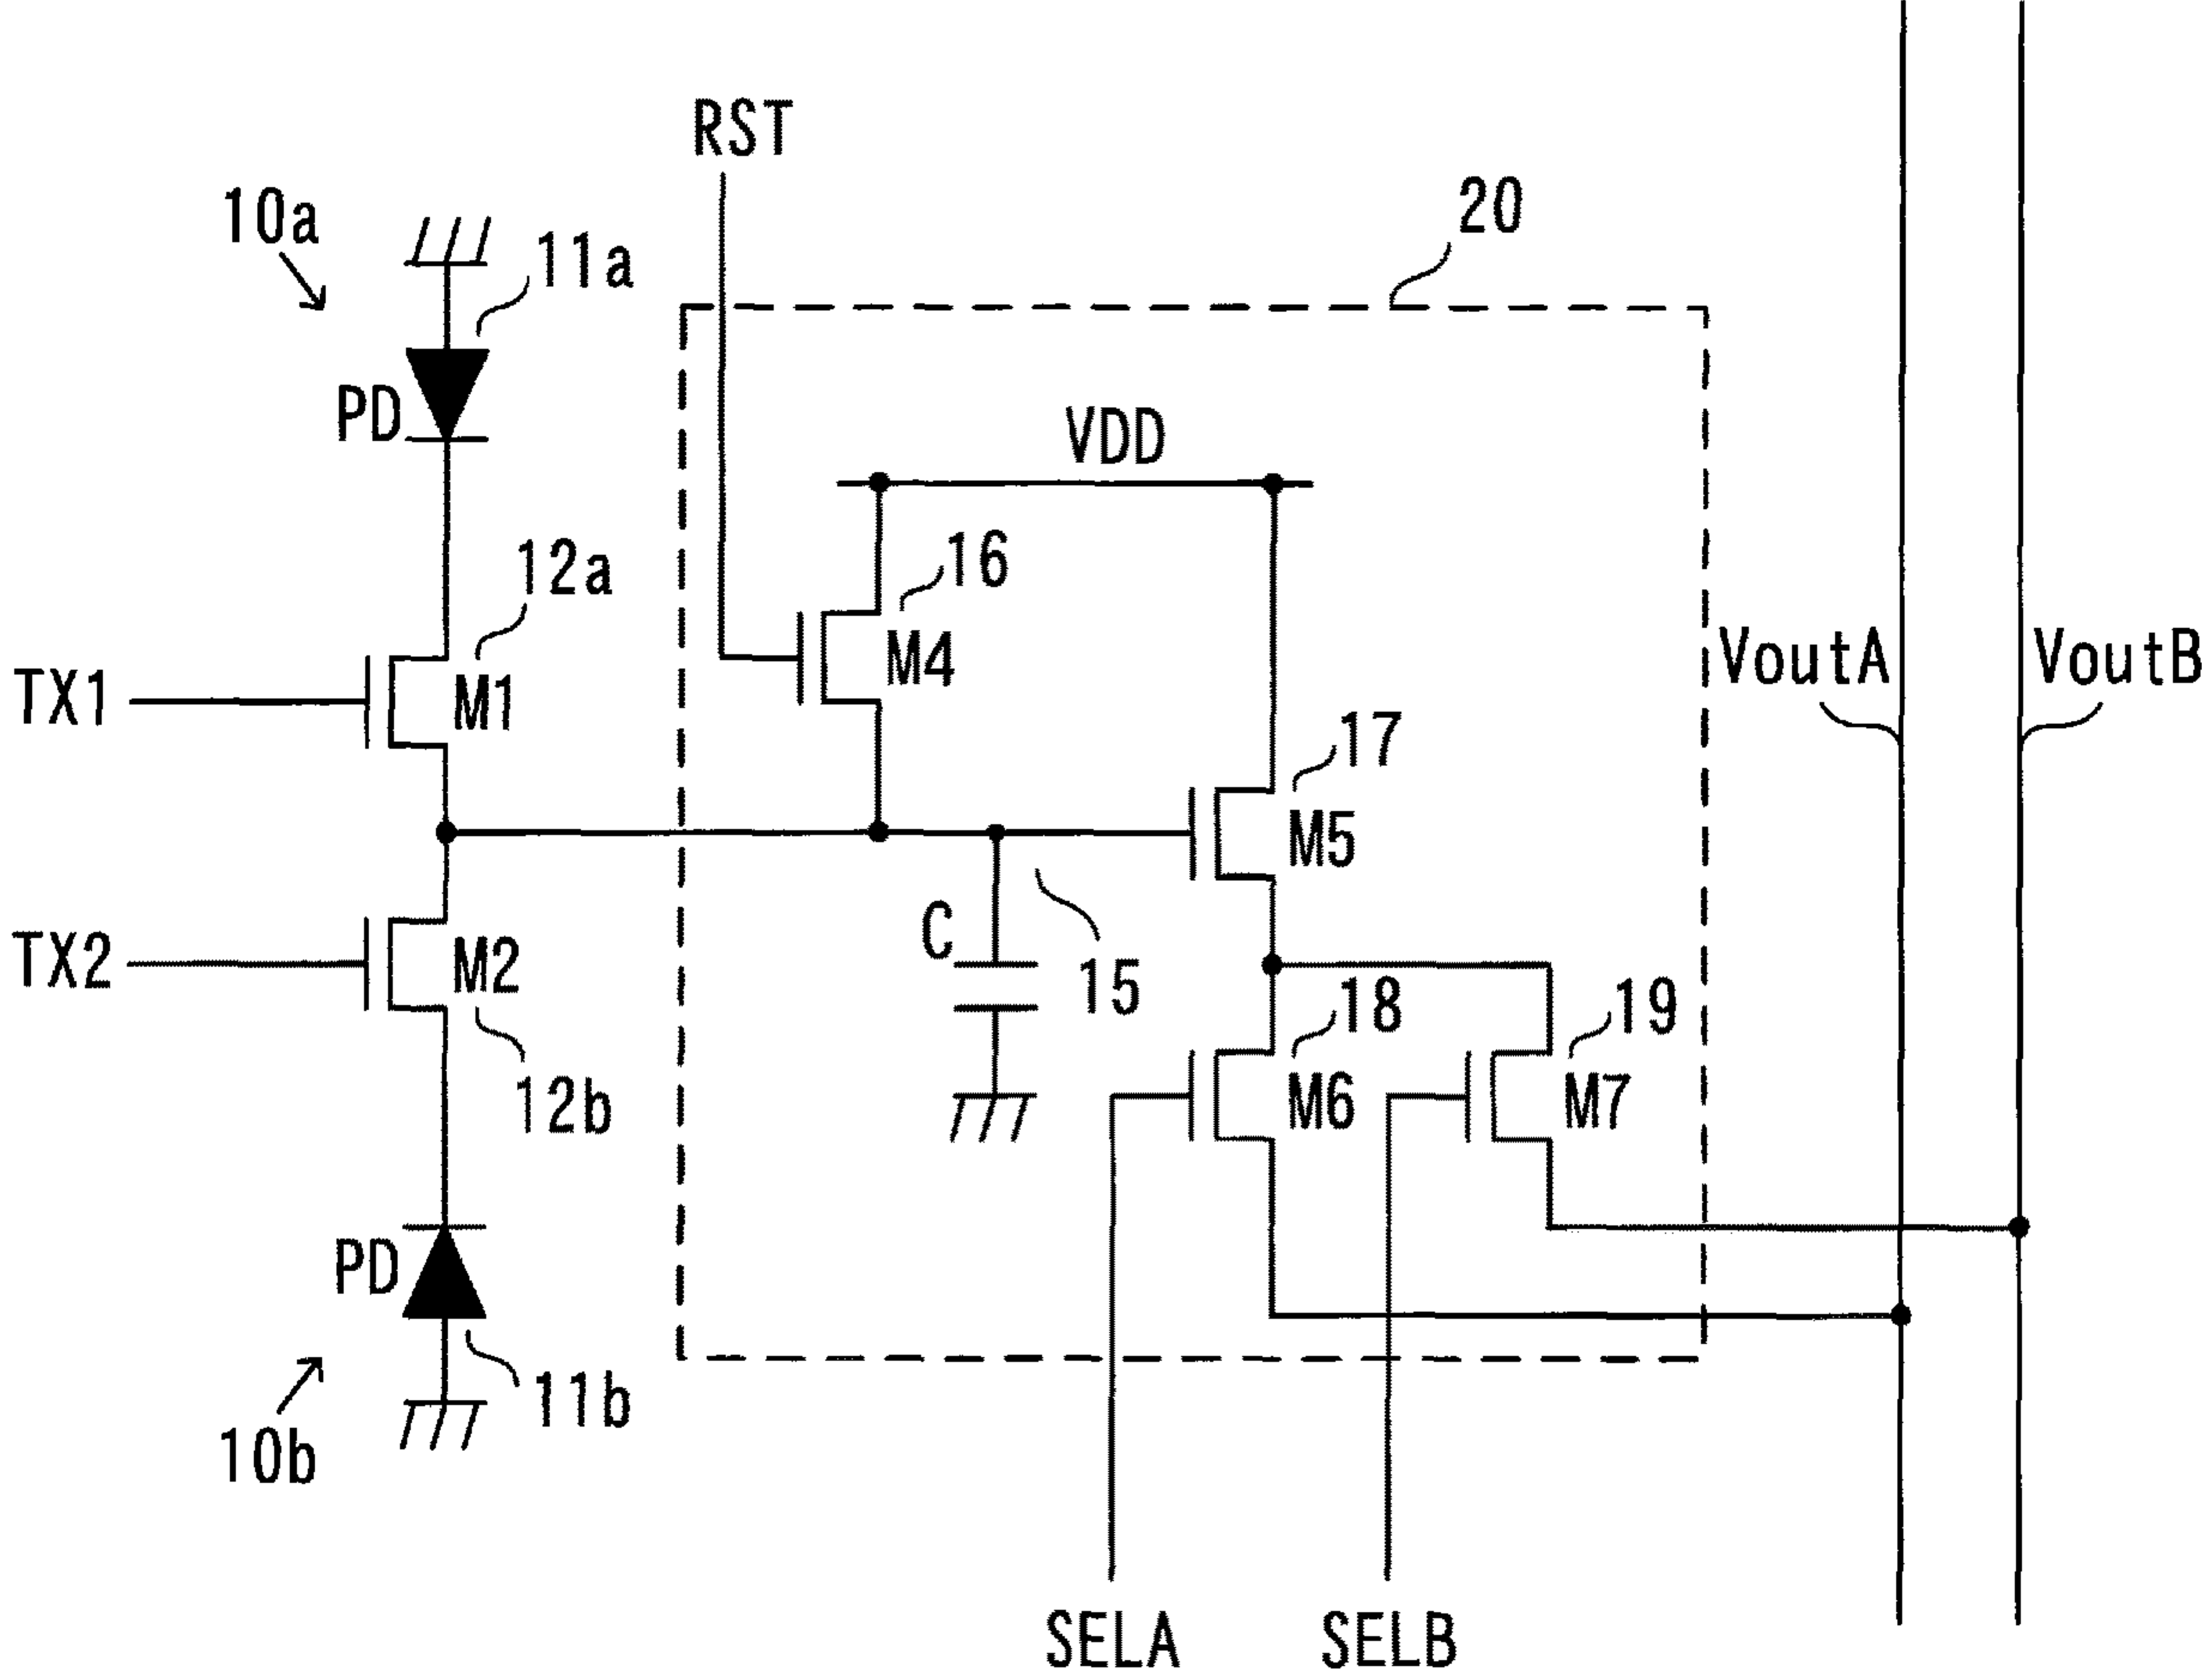 RST
10a
20
11a
PD
VDD
16
12a
M4
VoutA
VoutB
TX1
M1
17
M5
C
TX2
M2
15
18
19
M6
M7
12b
PD
11b
10b
SELA
SELB